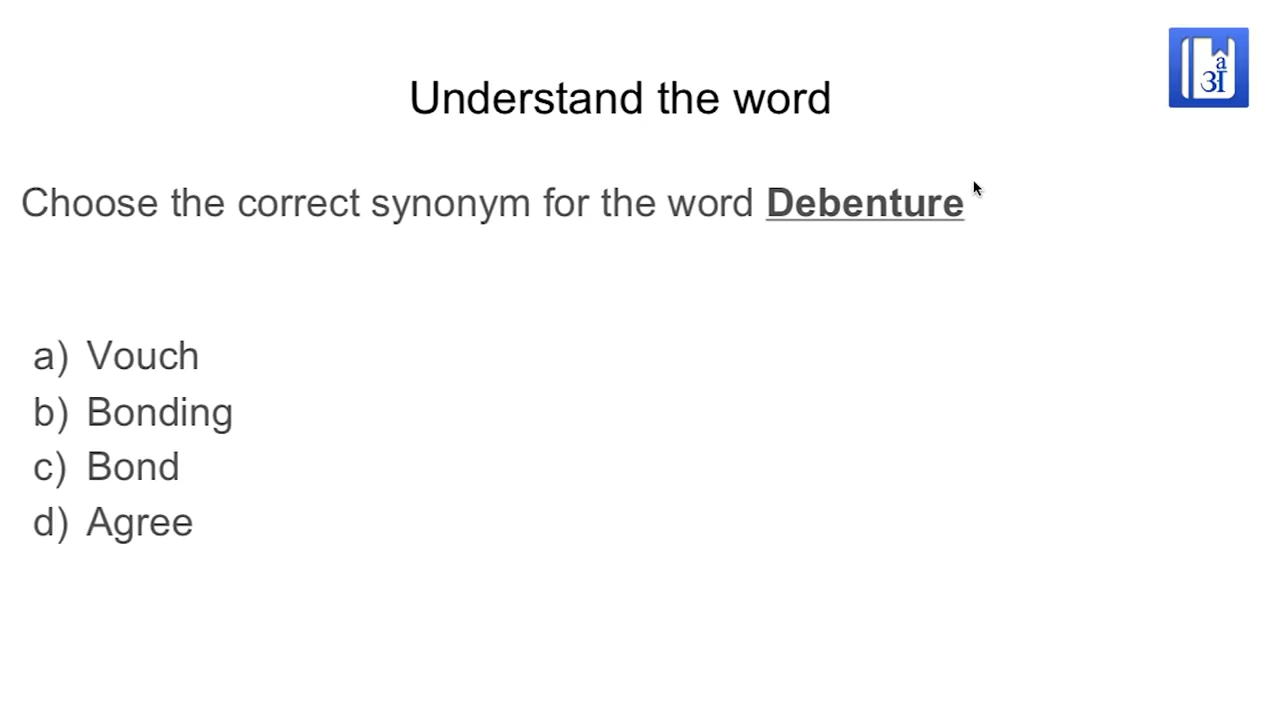 a
अ
Understand the word
Choose the correct synonym for the word Debenture
a) Vouch
b) Bonding
c) Bond
d) Agree